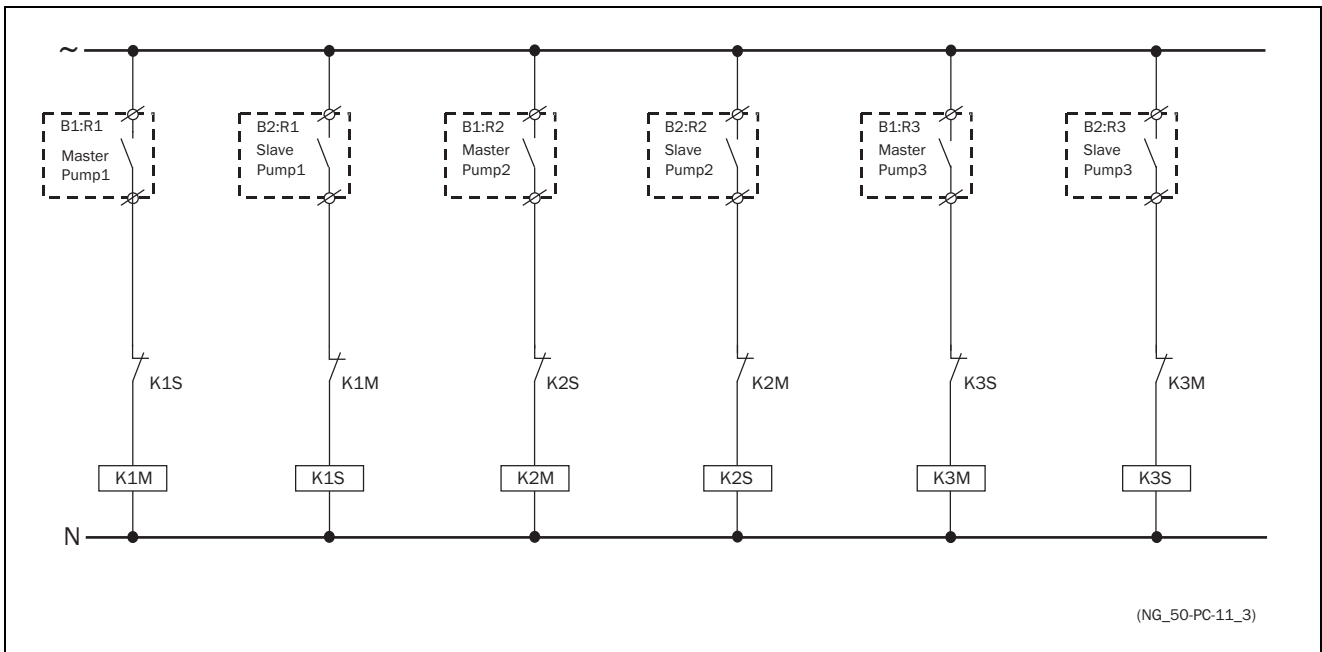 ~
B1:R1
Master
Pump1
B2:R1
Slave
Pump1
B1:R2
Master
Pump2
B2:R2
Slave
Pump2
B1:R3
Master
Pump3
B2:R3
Slave
Pump3
K1S
K1M
K2S
K2M
K3S
K3M
K1M
K1S
K2M
K2S
K3M
K3S
N
(NG_50-PC-11_3)